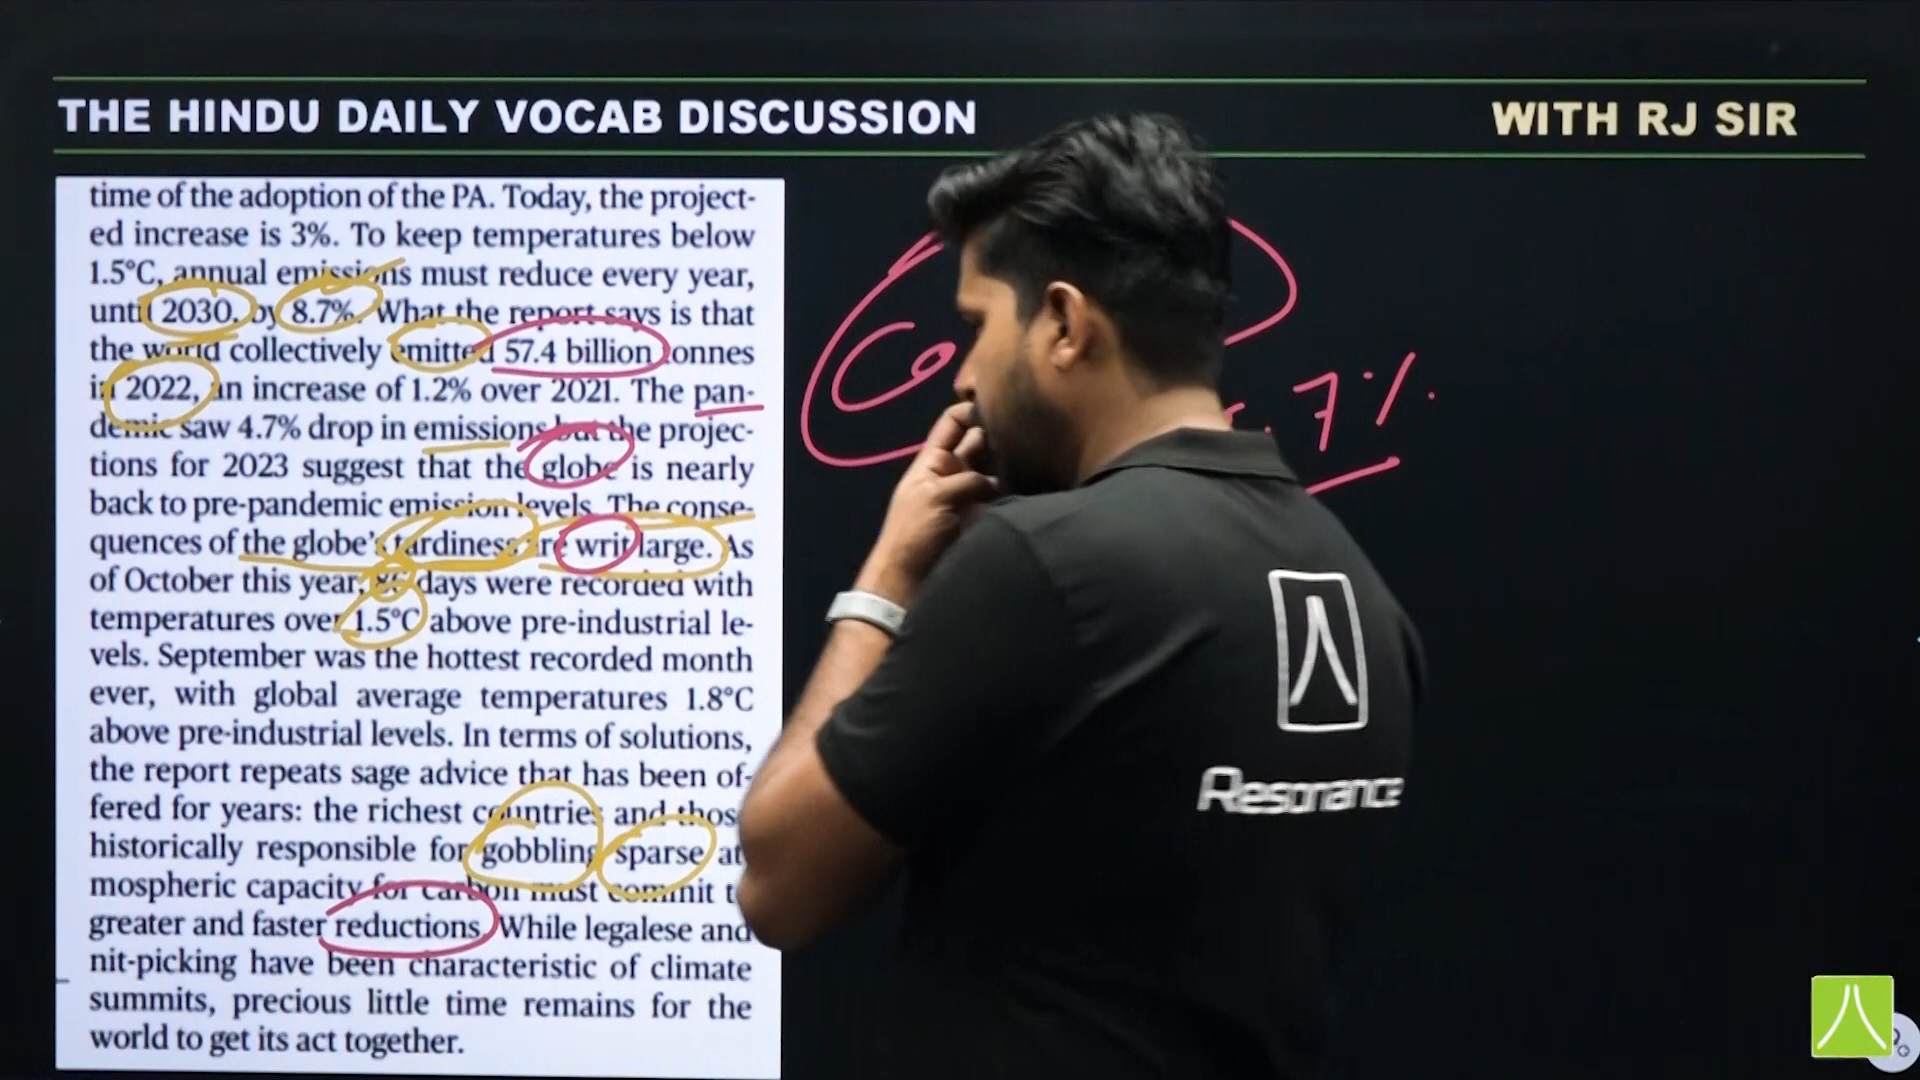 THE HINDU DAILY VOCAB DISCUSSION
WITH RJ SIR
time of the adoption of the PA. Today, the project-
ed increase is 3%. To keep temperatures below
1.5°C, annual emissions must reduce every year,
until 2030, by 8.7%. What the report says is that
the world collectively emitted 57.4 billion tonnes
in 2022, an increase of 1.2% over 2021. The pan-
demic saw 4.7% drop in emissions but the projec-
tions for 2023 suggest that the globe is nearly
back to pre-pandemic emission levels. The conse-
quences of the globe's tardiness are writ large. As
of October this year, days were recorded with
temperatures over 1.5°C above pre-industrial le-
vels. September was the hottest recorded month
ever, with global average temperatures 1.8°C
above pre-industrial levels. In terms of solutions,
the report repeats sage advice that has been of-
fered for years: the richest countries and those
historically responsible for gobbling sparse at-
mospheric capacity for carbon must commit t
greater and faster reductions. While legalese and
nit-picking have been characteristic of climate
summits, precious little time remains for the
world to get its act together.
Co
7%
Resonance